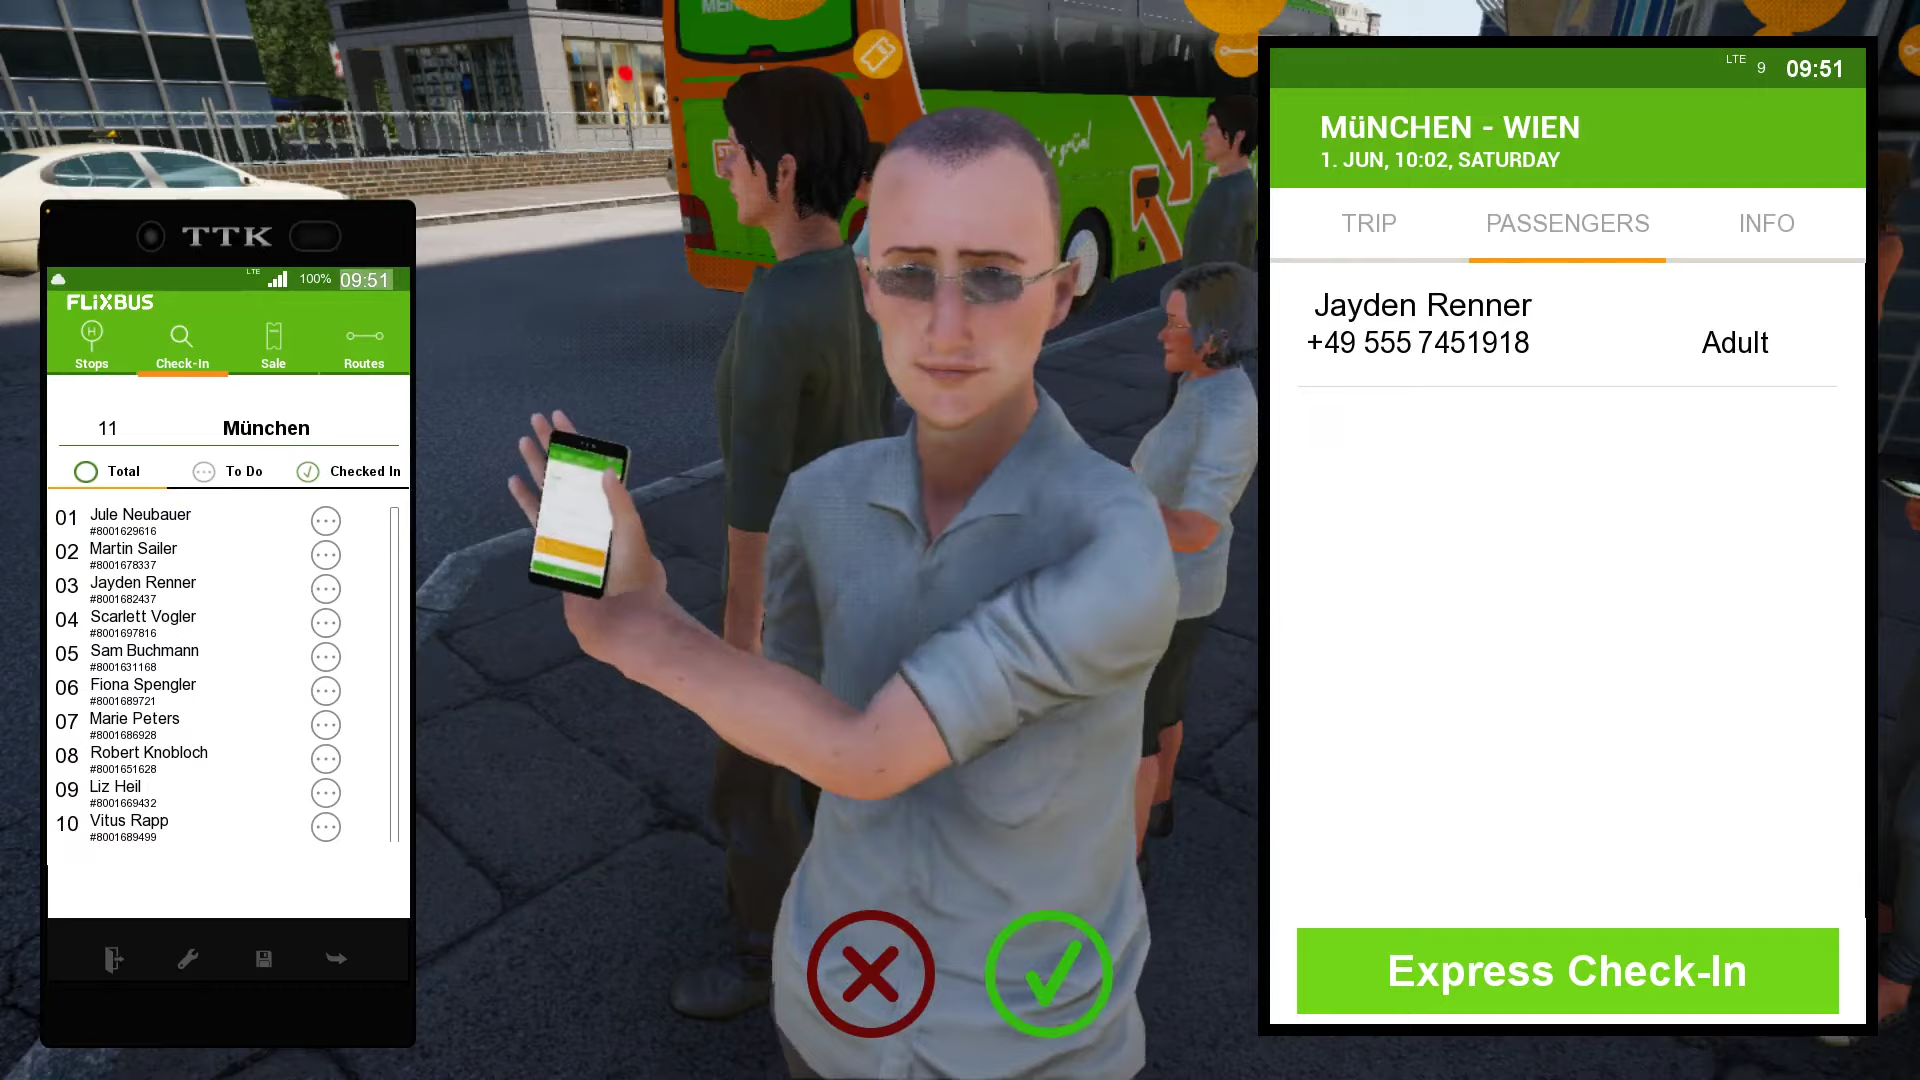 MEIN
hr grün!
TTK
LTE
100%
09:51
FLiXBUS
H
Stops
Check-In
Sale
Routes
11
München
Total
To Do
Checked In
01 Jule Neubauer
#8001629616
02 Martin Sailer
#8001678337
03 Jayden Renner
#8001682437
04 Scarlett Vogler
#8001697816
05 Sam Buchmann
#8001631168
06 Fiona Spengler
#8001689721
07 Marie Peters
#8001686928
08 Robert Knobloch
#8001651628
09 Liz Heil
#8001669432
10 Vitus Rapp
#8001689499
LTE 9 09:51
MüNCHEN - WIEN
1. JUN, 10:02, SATURDAY
TRIP
PASSENGERS
INFO
Jayden Renner
+49 555 7451918
Adult
Express Check-In